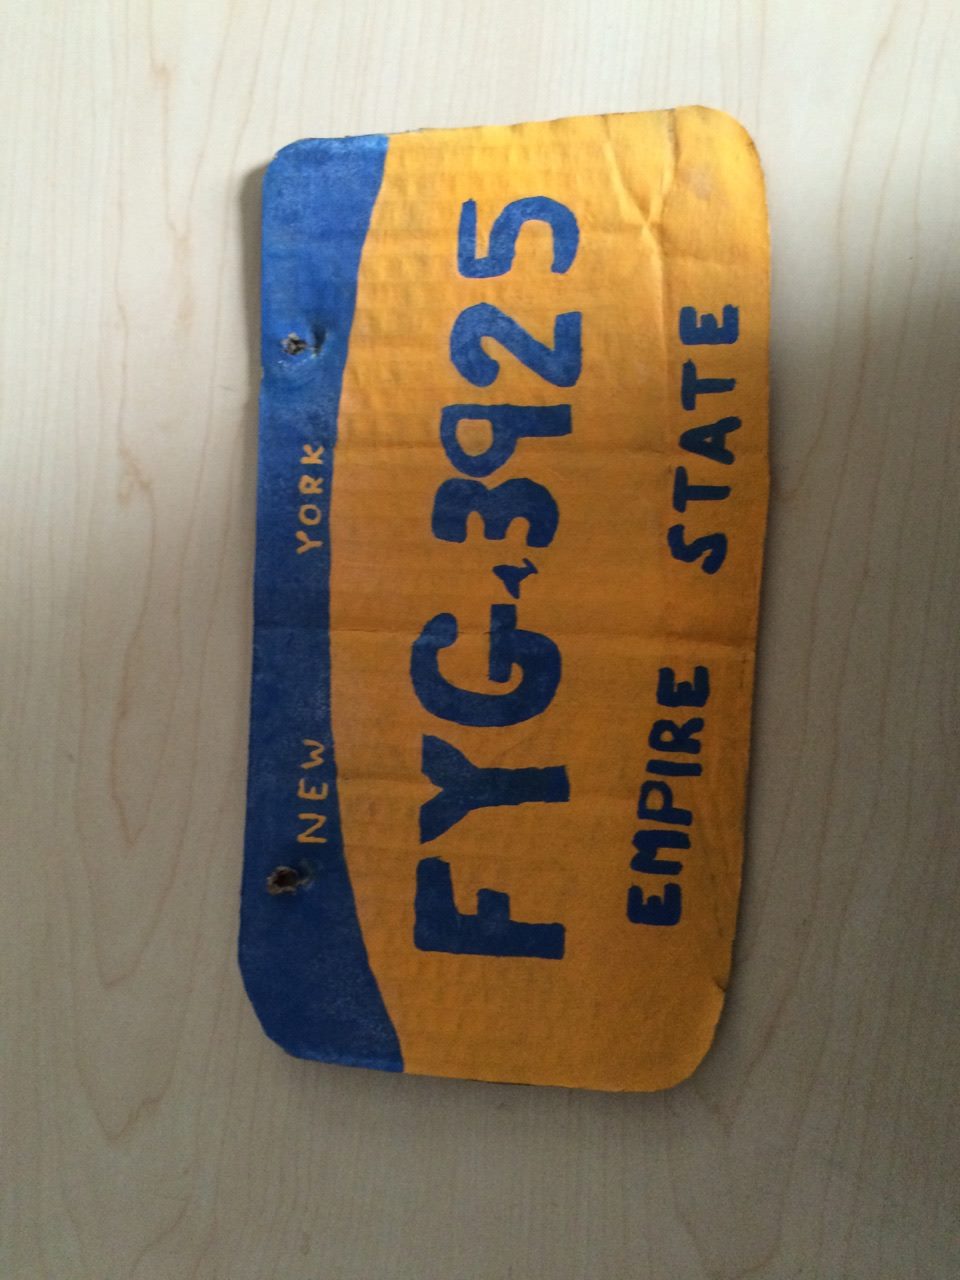 NEW YORK
FYG-3925
EMPIRE STATE